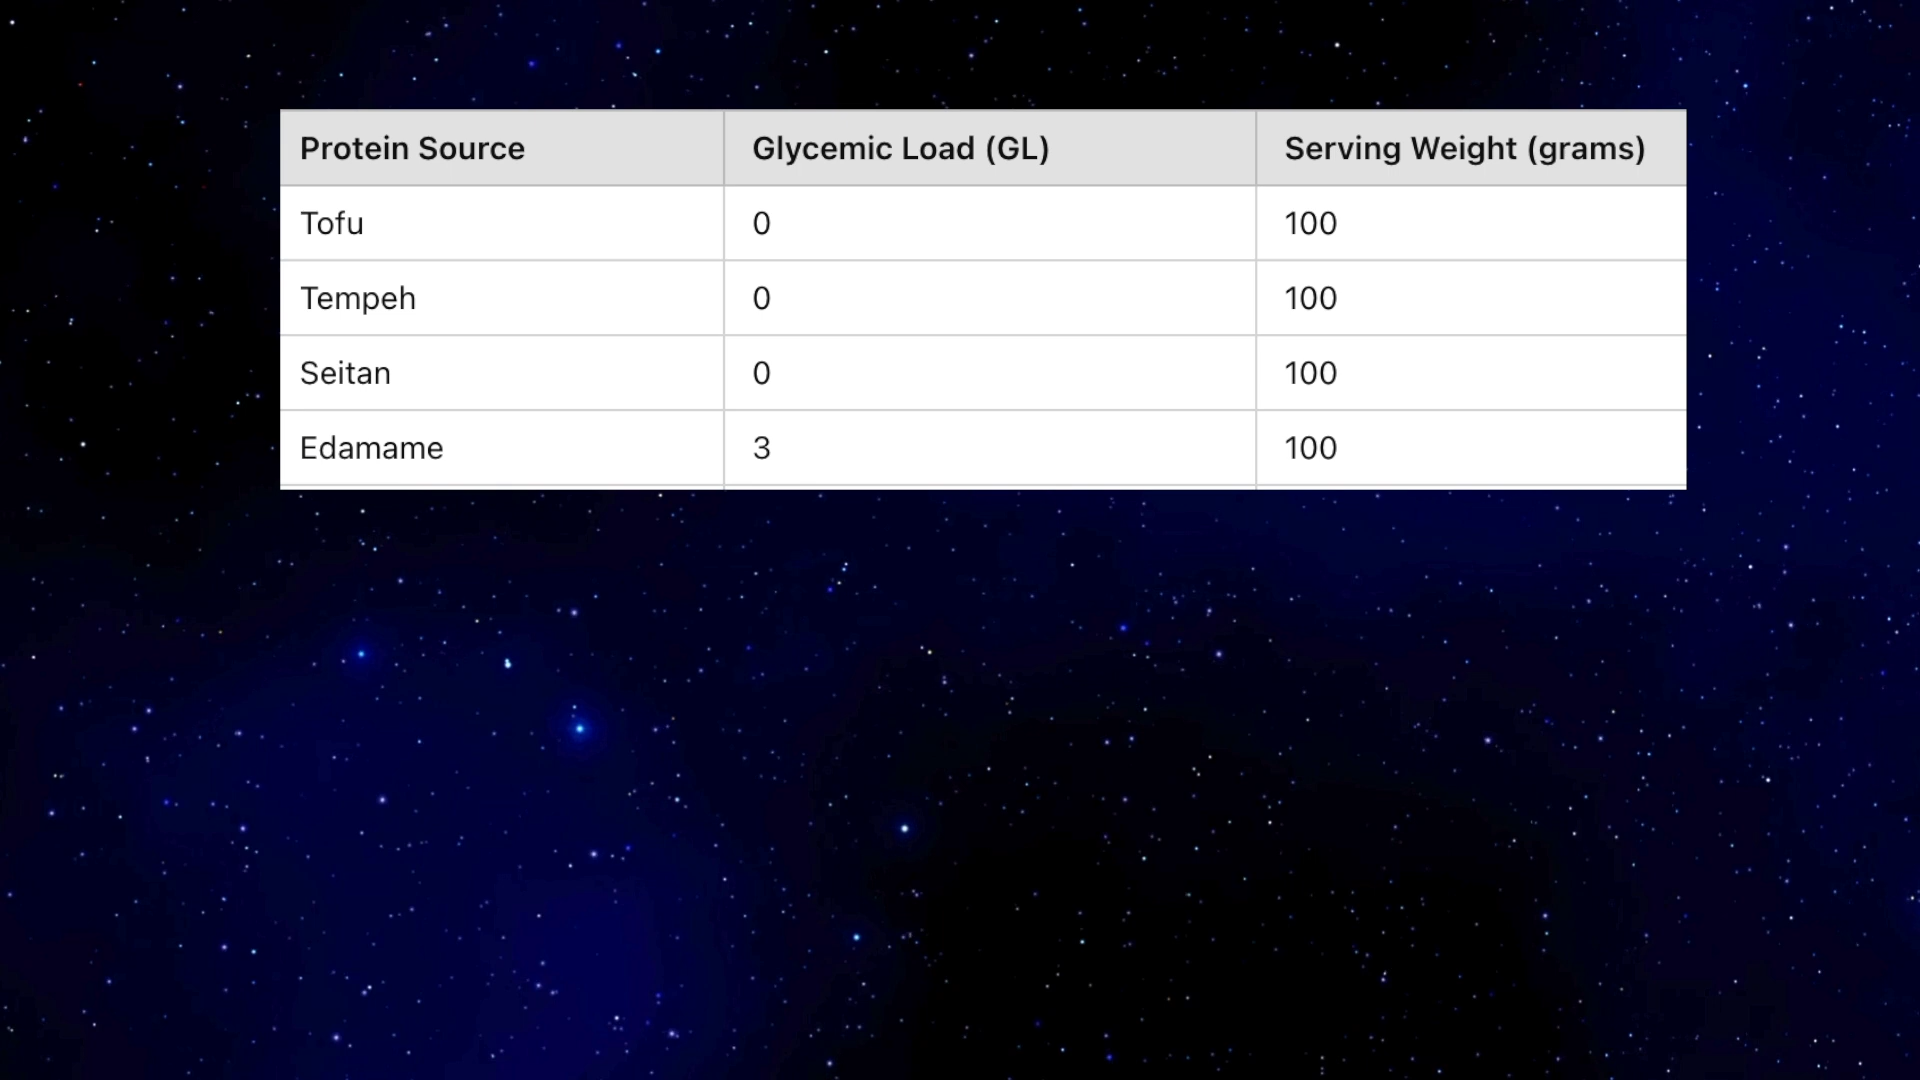 Protein Source Glycemic Load (GL) Serving Weight (grams)
Tofu 0 100
Tempeh 0 100
Seitan 0 100
Edamame 3 100